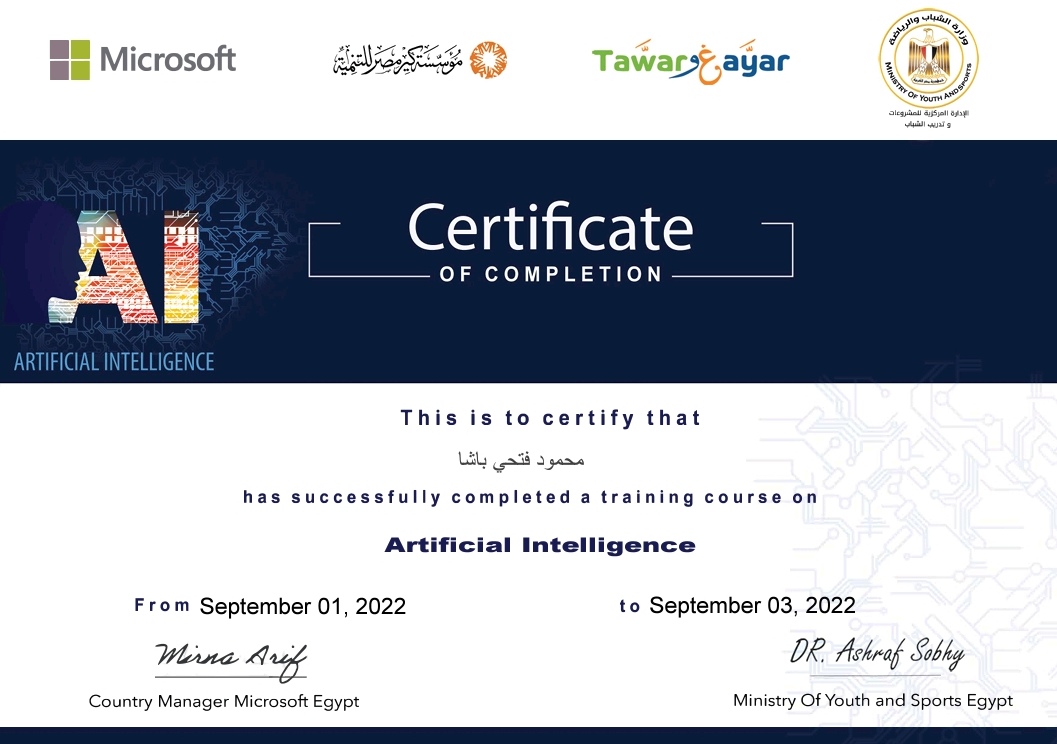 Microsoft
مؤسسة كير مصر للتنمية
Tawar وغ ayar
وزارة الشباب والرياضة
MINISTRY OF YOUTH AND SPORTS
الإدارة المركزية للمشروعات
و تدريب الشباب
AI
ARTIFICIAL INTELLIGENCE
Certificate
OF COMPLETION
This is to certify that
محمود فتحي باشا
has successfully completed a training course on
Artificial Intelligence
From September 01, 2022
to September 03, 2022
Mirna Arif
DR. Ashraf Sobhy
Country Manager Microsoft Egypt
Ministry Of Youth and Sports Egypt